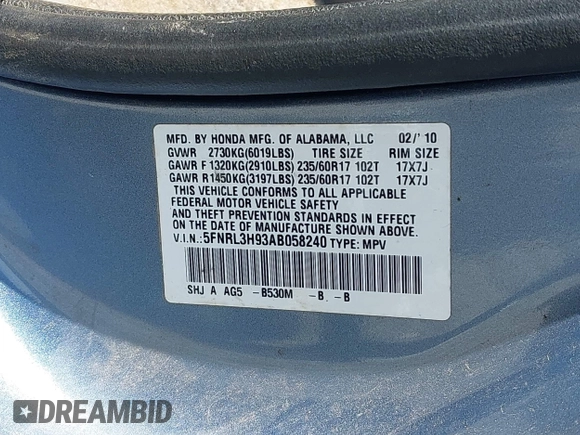 MFD. BY HONDA MFG. OF ALABAMA, LLC 02/'10
GVWR 2730KG(6019LBS) TIRE SIZE RIM SIZE
GAWR F 1320KG(2910LBS) 235/60R17 102T 17X7J
GAWR R1450KG(3197LBS) 235/60R17 102T 17X7J
THIS VEHICLE CONFORMS TO ALL APPLICABLE
FEDERAL MOTOR VEHICLE SAFETY
AND THEFT PREVENTION STANDARDS IN EFFECT
ON THE DATE OF MANUFACTURE SHOWN ABOVE.
V.I.N.:5FNRL3H93AB058240 TYPE: MPV
SHJ A AG5 -B530M -B -B
DREAMBID